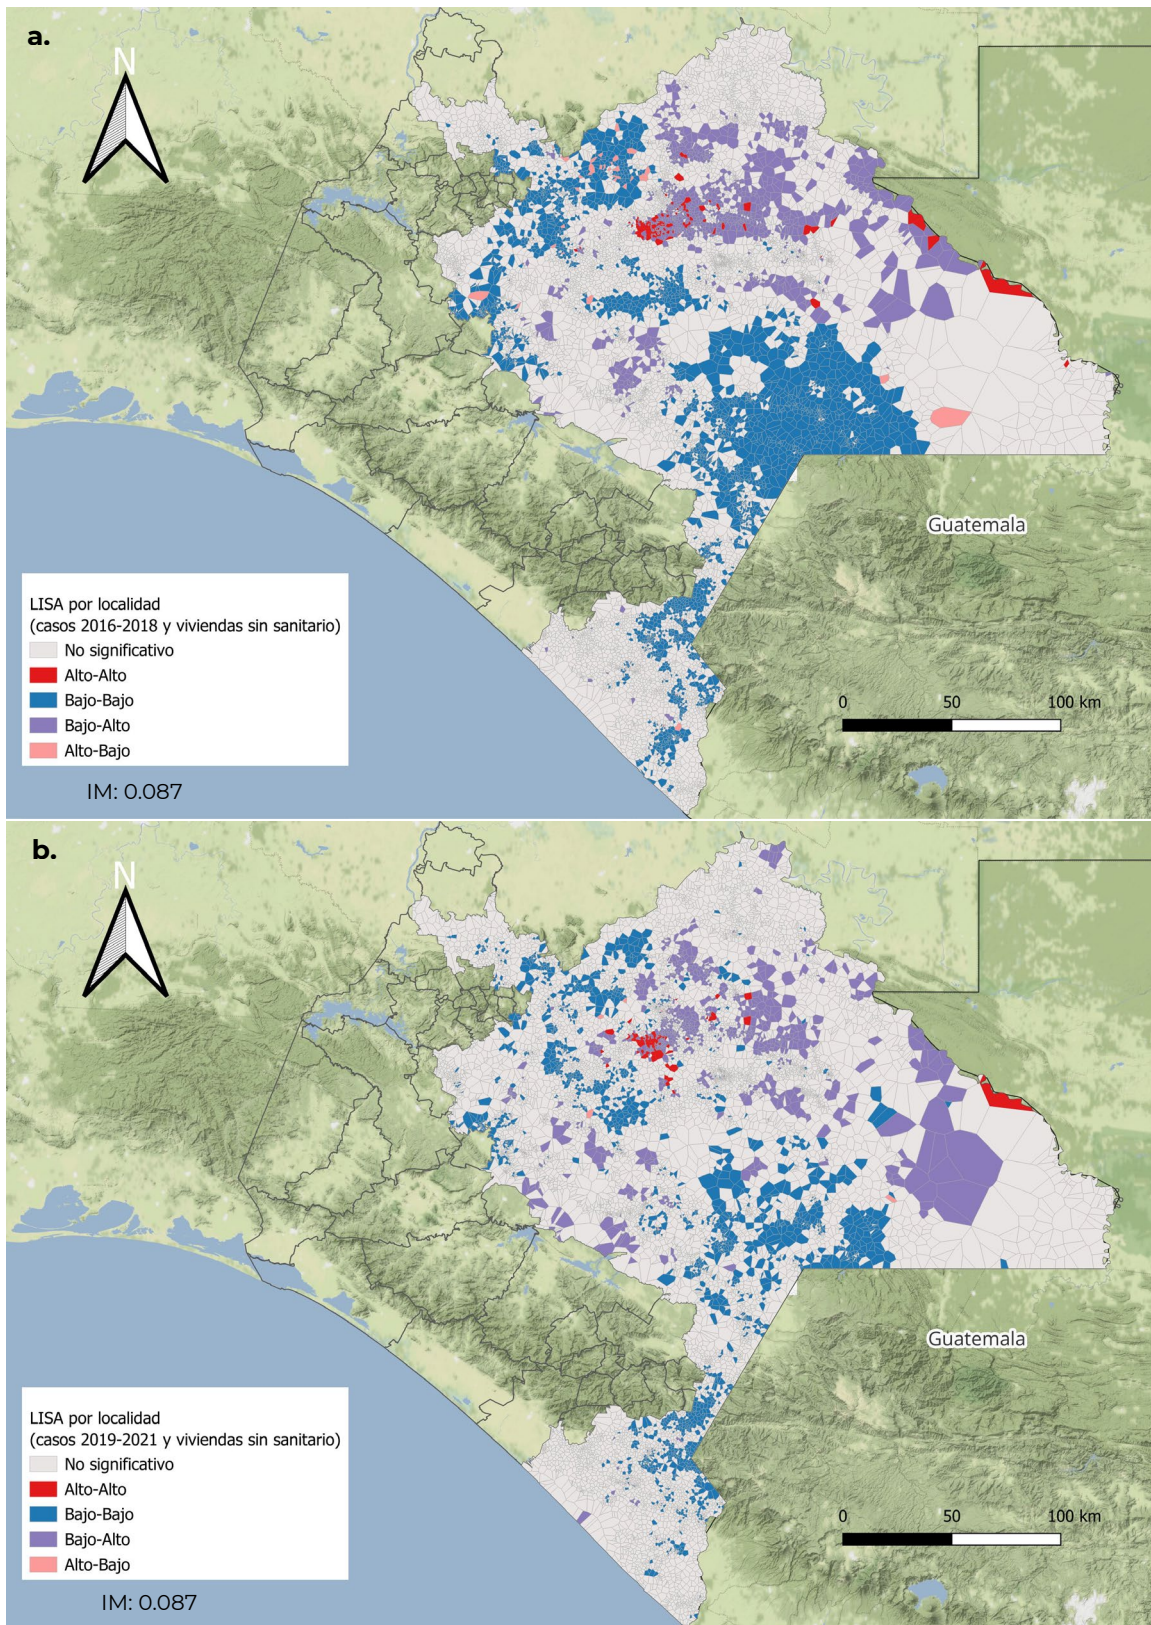 a.
N
Guatemala
LISA por localidad
(casos 2016-2018 y viviendas sin sanitario)
No significativo
Alto-Alto
Bajo-Bajo
Bajo-Alto
Alto-Bajo
0 50 100 km
IM: 0.087
b.
N
Guatemala
LISA por localidad
(casos 2019-2021 y viviendas sin sanitario)
No significativo
Alto-Alto
Bajo-Bajo
Bajo-Alto
Alto-Bajo
0 50 100 km
IM: 0.087